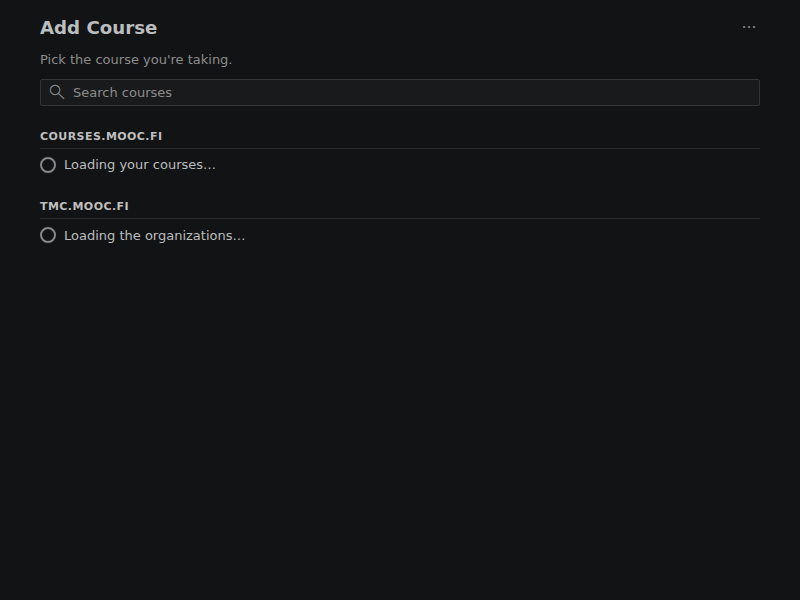 Add Course
Pick the course you're taking.
Search courses
COURSES.MOOC.FI
Loading your courses...
TMC.MOOC.FI
Loading the organizations...